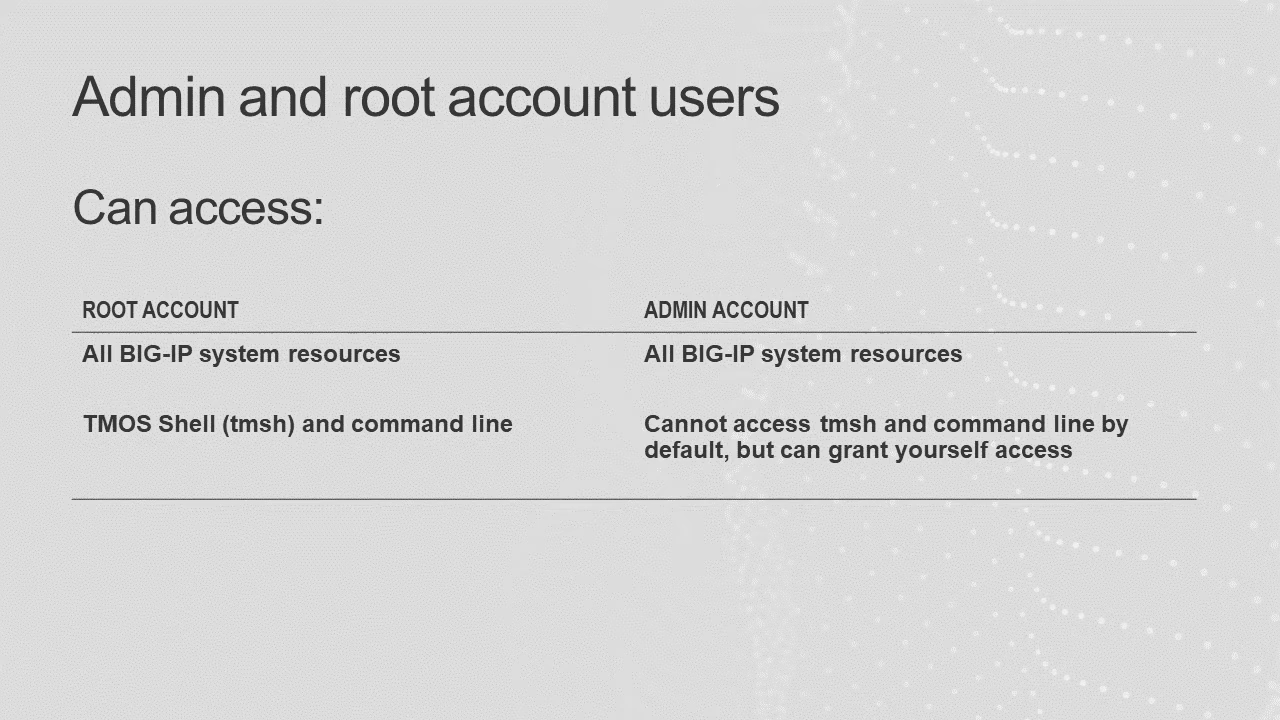 Admin and root account users
Can access:
ROOT ACCOUNT
ADMIN ACCOUNT
All BIG-IP system resources
All BIG-IP system resources
TMOS Shell (tmsh) and command line
Cannot access tmsh and command line by
default, but can grant yourself access